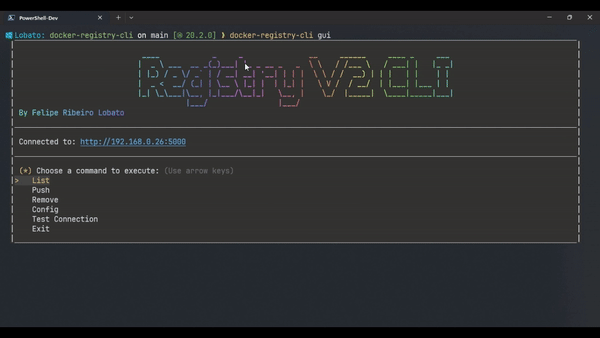 PowerShell-Dev
Lobato: docker-registry-cli on main [⊛ 20.2.0] ❯ docker-registry-cli gui
Registry V2 CLI
By Felipe Ribeiro Lobato
Connected to: http://192.168.0.26:5000
(*) Choose a command to execute: (Use arrow keys)
> List
Push
Remove
Config
Test Connection
Exit